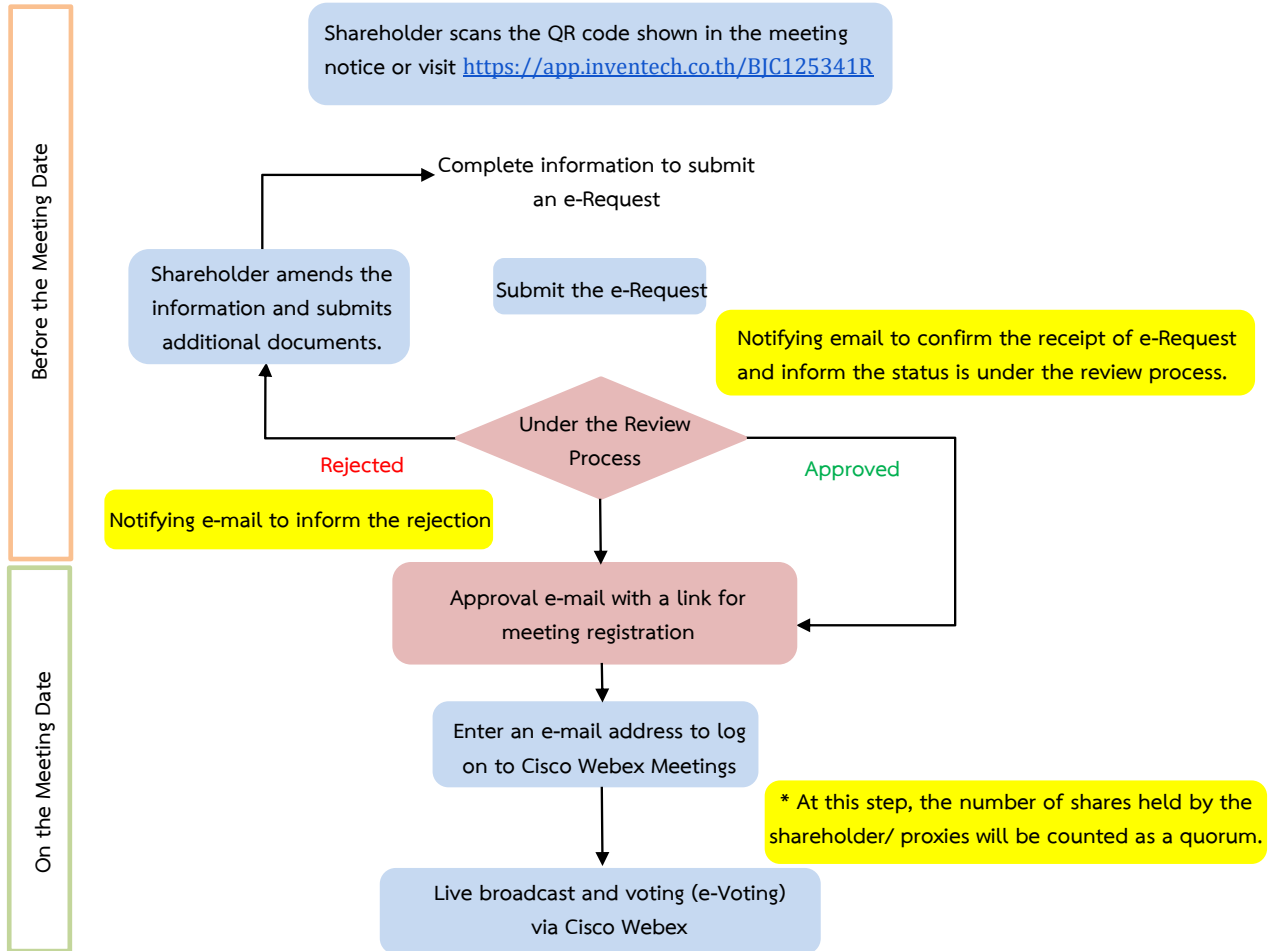 Before the Meeting Date
Shareholder scans the QR code shown in the meeting
notice or visit https://app.inventech.co.th/BJC125341R
Complete information to submit
an e-Request
Shareholder amends the
information and submits
additional documents.
Submit the e-Request
Notifying email to confirm the receipt of e-Request
and inform the status is under the review process.
Under the Review
Process
Rejected
Approved
Notifying e-mail to inform the rejection
On the Meeting Date
Approval e-mail with a link for
meeting registration
Enter an e-mail address to log
on to Cisco Webex Meetings
* At this step, the number of shares held by the
shareholder/ proxies will be counted as a quorum.
Live broadcast and voting (e-Voting)
via Cisco Webex